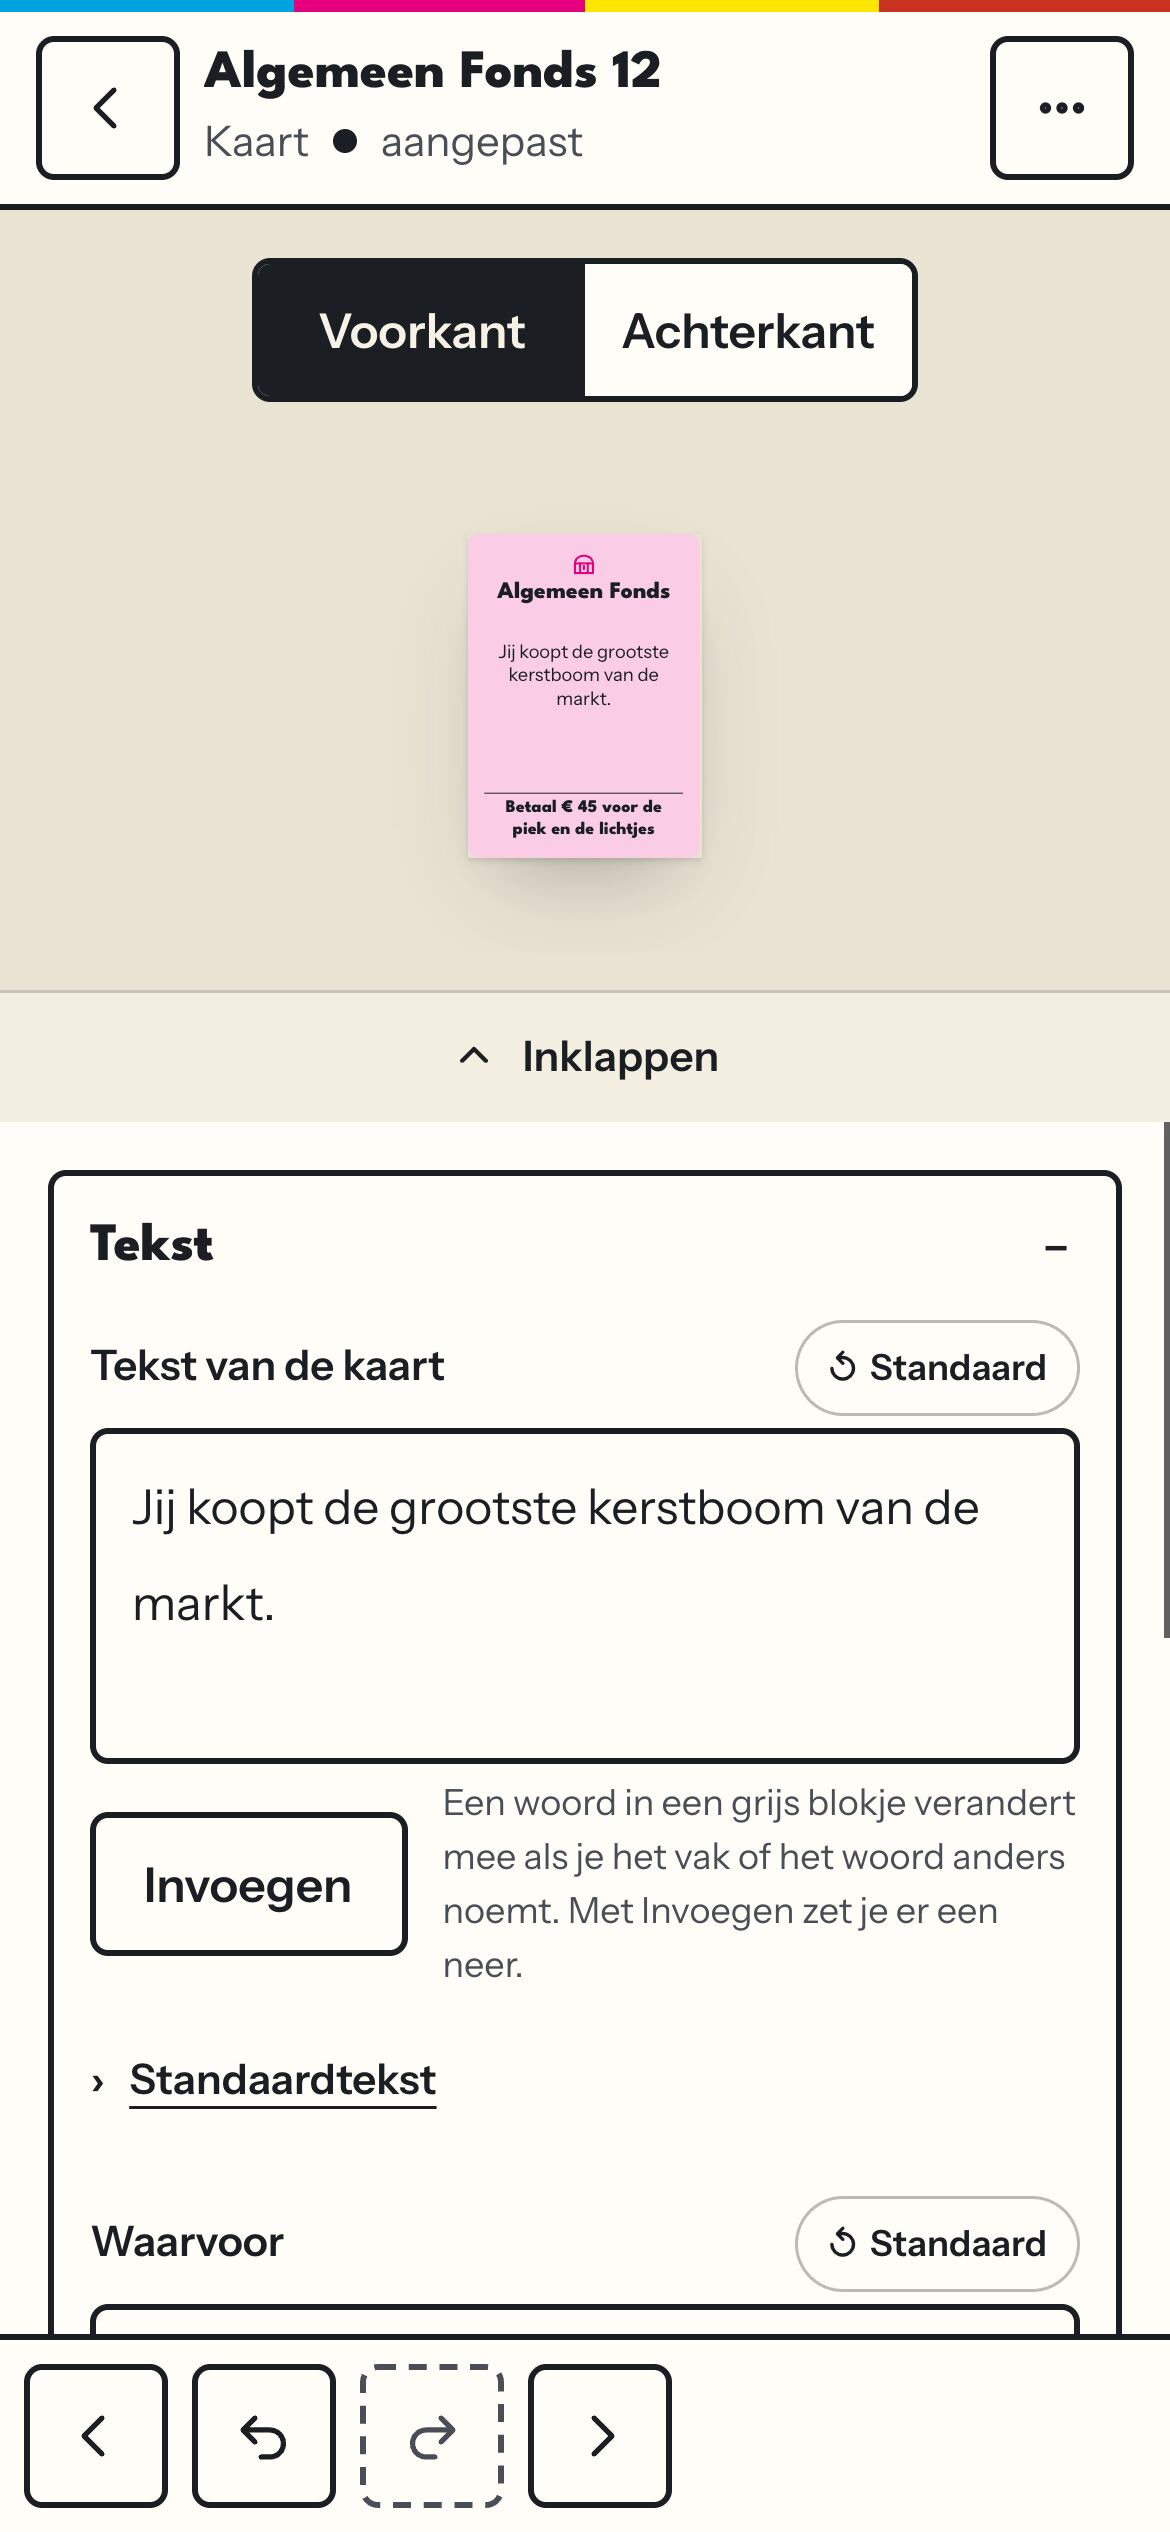 Algemeen Fonds 12
Kaart ● aangepast
Voorkant
Achterkant
Algemeen Fonds
Jij koopt de grootste
kerstboom van de
markt.
Betaal € 45 voor de
piek en de lichtjes
Inklappen
Tekst
Tekst van de kaart
Standaard
Jij koopt de grootste kerstboom van de
markt.
Invoegen
Een woord in een grijs blokje verandert
mee als je het vak of het woord anders
noemt. Met Invoegen zet je er een
neer.
› Standaardtekst
Waarvoor
Standaard